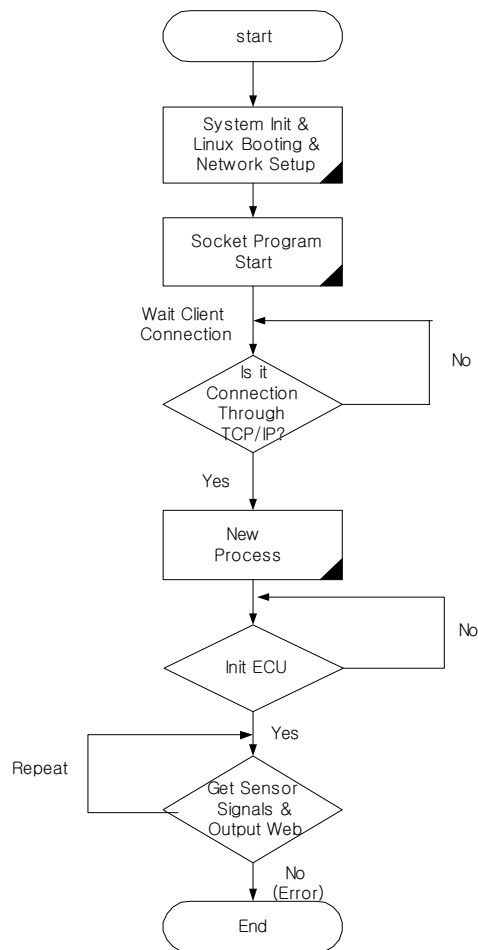 start
System Init &
Linux Booting &
Network Setup
Socket Program
Start
Wait Client
Connection
Is it
Connection
Through
TCP/IP?
No
Yes
New
Process
No
Init ECU
Yes
Repeat
Get Sensor
Signals &
Output Web
No
(Error)
End